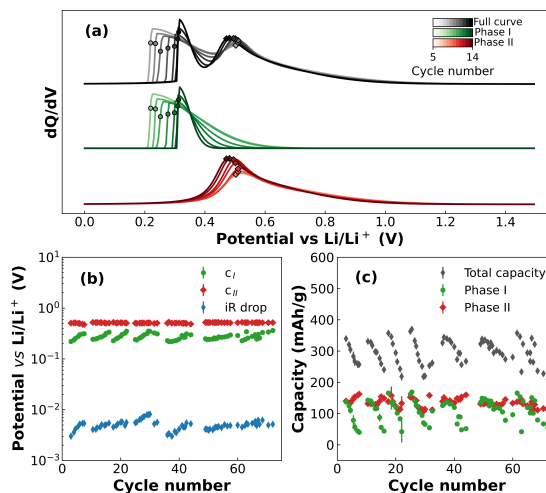 (a)
Full curve
Phase I
Phase II
5 14
Cycle number
dQ/dV
0.0 0.2 0.4 0.6 0.8 1.0 1.2 1.4
Potential vs Li/Li⁺ (V)
(b)
c_I
c_II
iR drop
10¹
10⁰
10⁻¹
10⁻²
10⁻³
Potential vs Li/Li⁺ (V)
0 20 40 60
Cycle number
(c)
Total capacity
Phase I
Phase II
600
500
400
300
200
100
0
Capacity (mAh/g)
0 20 40 60
Cycle number